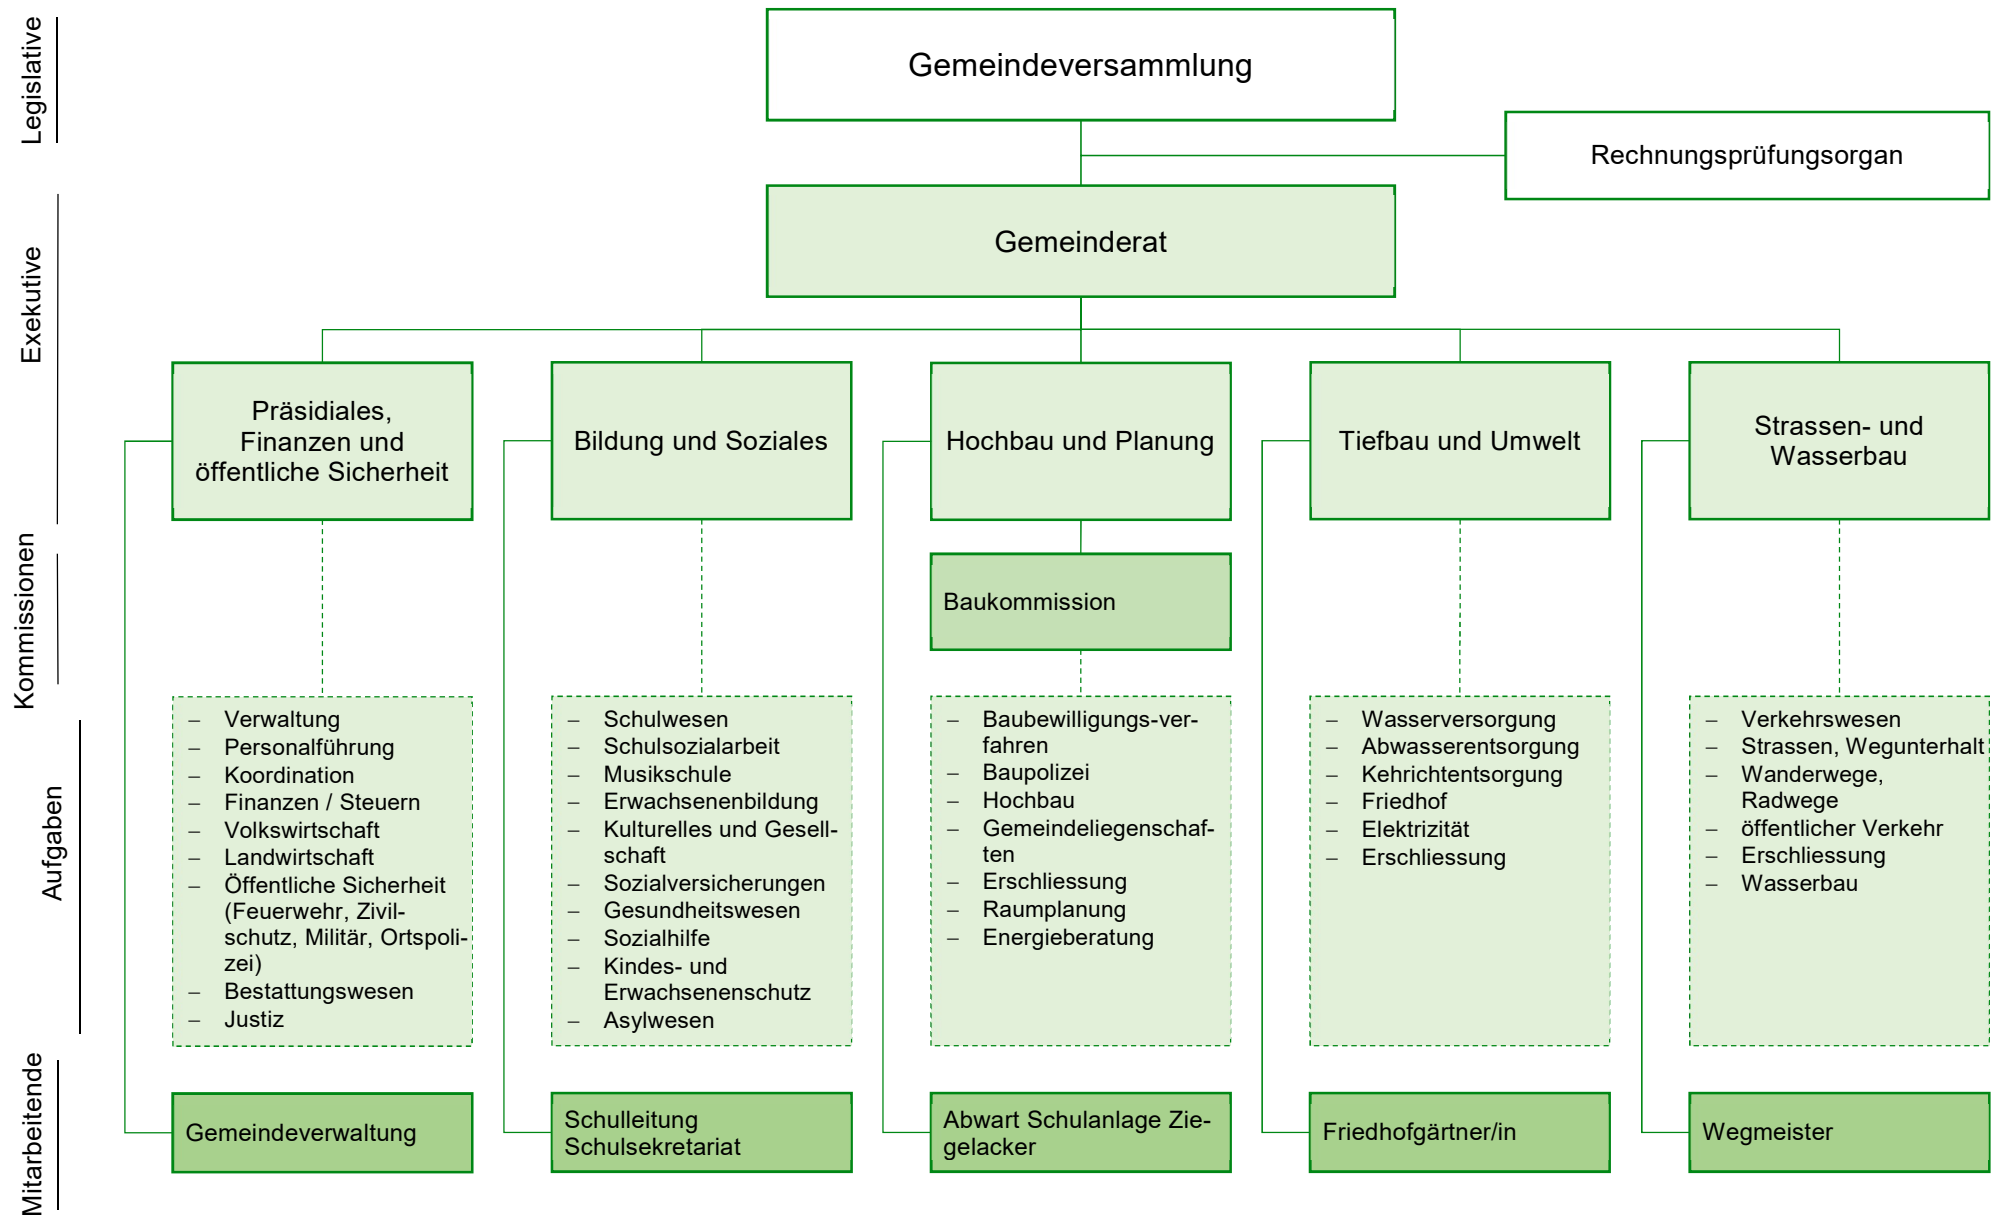 Legislative
Gemeindeversammlung
Rechnungsprüfungsorgan
Exekutive
Gemeinderat
Präsidiales,
Finanzen und
öffentliche Sicherheit
Bildung und Soziales
Hochbau und Planung
Tiefbau und Umwelt
Strassen- und
Wasserbau
Kommissionen
Baukommission
Aufgaben
– Verwaltung
– Personalführung
– Koordination
– Finanzen / Steuern
– Volkswirtschaft
– Landwirtschaft
– Öffentliche Sicherheit
(Feuerwehr, Zivil-
schutz, Militär, Ortspoli-
zei)
– Bestattungswesen
– Justiz
– Schulwesen
– Schulsozialarbeit
– Musikschule
– Erwachsenenbildung
– Kulturelles und Gesell-
schaft
– Sozialversicherungen
– Gesundheitswesen
– Sozialhilfe
– Kindes- und
Erwachsenenschutz
– Asylwesen
– Baubewilligungs-ver-
fahren
– Baupolizei
– Hochbau
– Gemeindeliegenschaf-
ten
– Erschliessung
– Raumplanung
– Energieberatung
– Wasserversorgung
– Abwasserentsorgung
– Kehrichtentsorgung
– Friedhof
– Elektrizität
– Erschliessung
– Verkehrswesen
– Strassen, Wegunterhalt
– Wanderwege,
Radwege
– öffentlicher Verkehr
– Erschliessung
– Wasserbau
Mitarbeitende
Gemeindeverwaltung
Schulleitung
Schulsekretariat
Abwart Schulanlage Zie-
gelacker
Friedhofgärtner/in
Wegmeister